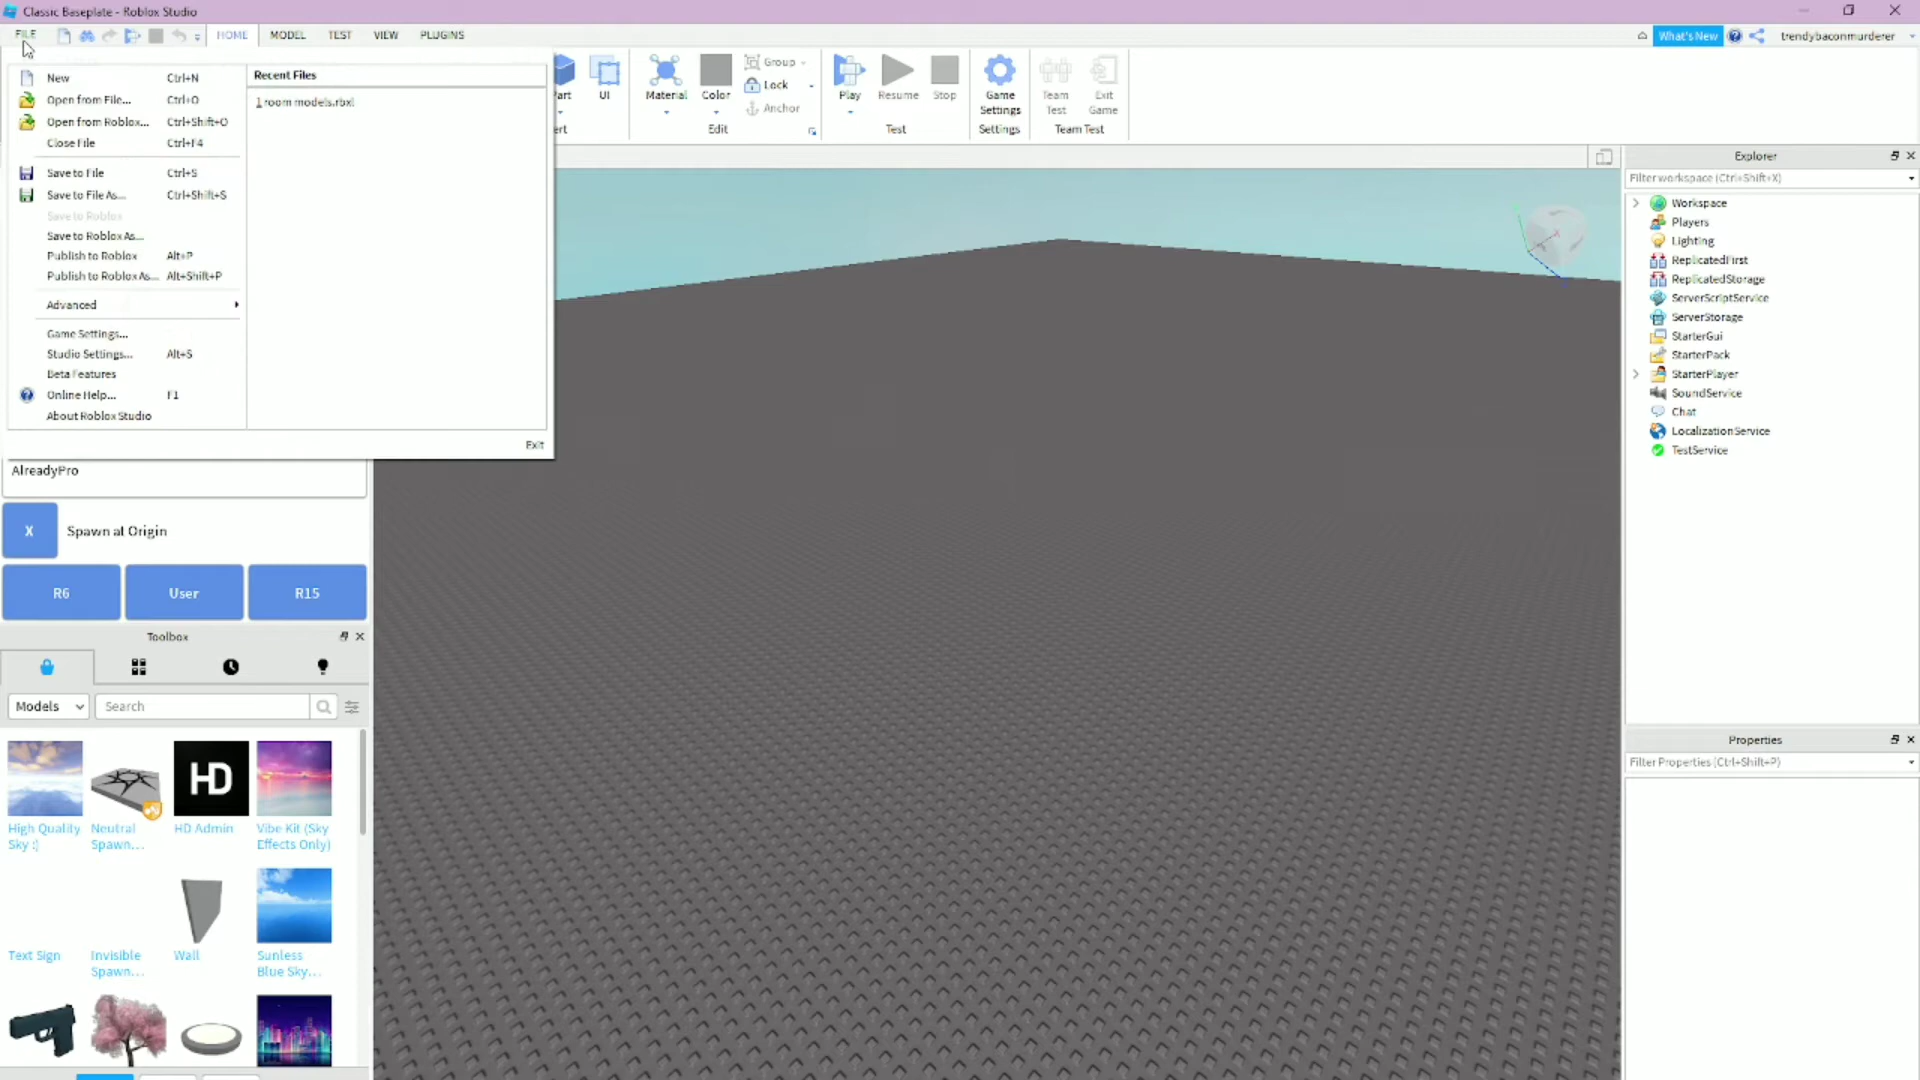 Classic Baseplate - Roblox Studio
FILE
HOME
MODEL
TEST
VIEW
PLUGINS
What's New
trendybaconmurderer
New Ctrl+N
Open from File... Ctrl+O
Open from Roblox... Ctrl+Shift+O
Close File Ctrl+F4
Save to File Ctrl+S
Save to File As... Ctrl+Shift+S
Save to Roblox
Save to Roblox As...
Publish to Roblox Alt+P
Publish to Roblox As... Alt+Shift+P
Advanced
Game Settings...
Studio Settings... Alt+S
Beta Features
Online Help... F1
About Roblox Studio
Recent Files
1 room models.rbxl
Exit
art
UI
ert
Material
Color
Group
Lock
Anchor
Edit
Play
Resume
Stop
Test
Game Settings
Settings
Team Test
Exit Game
Team Test
AlreadyPro
X Spawn at Origin
R6 User R15
Toolbox
Models Search
High Quality Sky :)
Neutral Spawn...
HD
HD Admin
Vibe Kit (Sky Effects Only)
Text Sign
Invisible Spawn...
Wall
Sunless Blue Sky...
Explorer
Filter workspace (Ctrl+Shift+X)
Workspace
Players
Lighting
ReplicatedFirst
ReplicatedStorage
ServerScriptService
ServerStorage
StarterGui
StarterPack
StarterPlayer
SoundService
Chat
LocalizationService
TestService
Properties
Filter Properties (Ctrl+Shift+P)